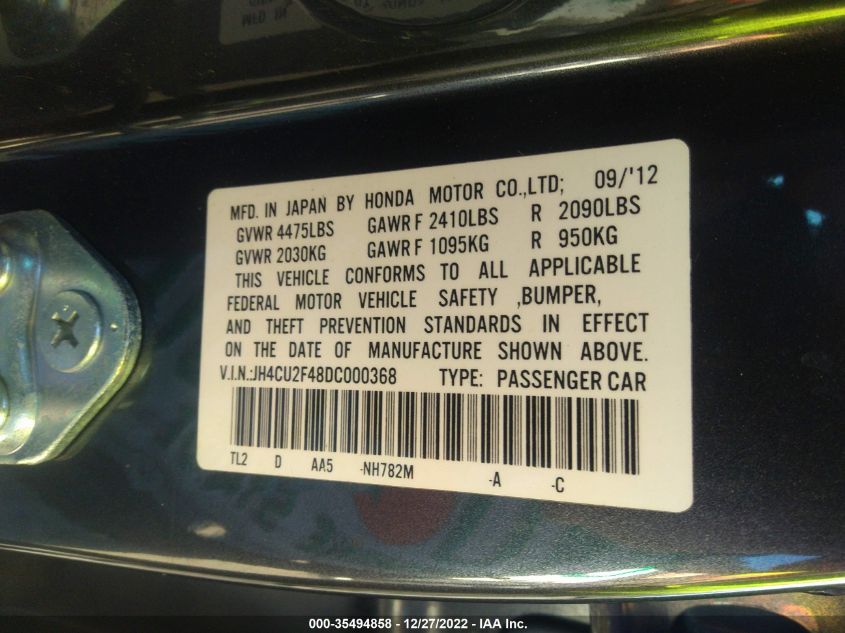 MFD. IN JAPAN BY HONDA MOTOR CO.,LTD; 09/'12
GVWR 4475LBS GAWR F 2410LBS R 2090LBS
GVWR 2030KG GAWR F 1095KG R 950KG
THIS VEHICLE CONFORMS TO ALL APPLICABLE
FEDERAL MOTOR VEHICLE SAFETY ,BUMPER,
AND THEFT PREVENTION STANDARDS IN EFFECT
ON THE DATE OF MANUFACTURE SHOWN ABOVE.
V.I.N.:JH4CU2F48DC000368 TYPE: PASSENGER CAR
TL2 D AA5 -NH782M -A -C
000-35494858 - 12/27/2022 - IAA Inc.